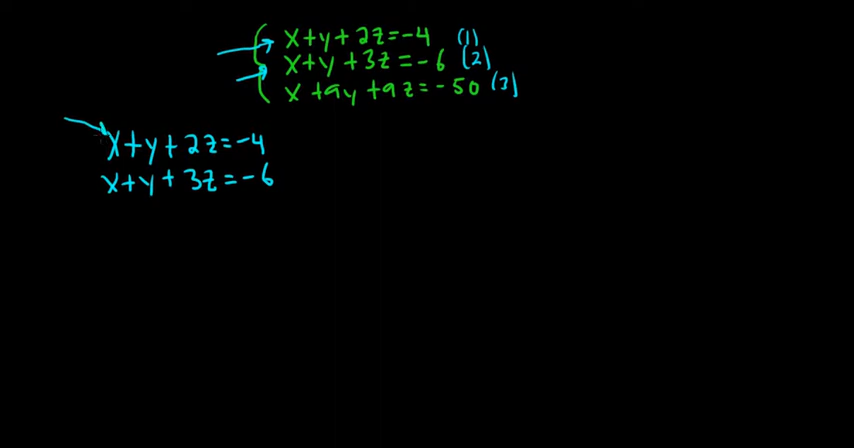 x+y+2z=-4 (1)
x+y+3z=-6 (2)
x+9y+9z=-50 (3)
x+y+2z=-4
x+y+3z=-6